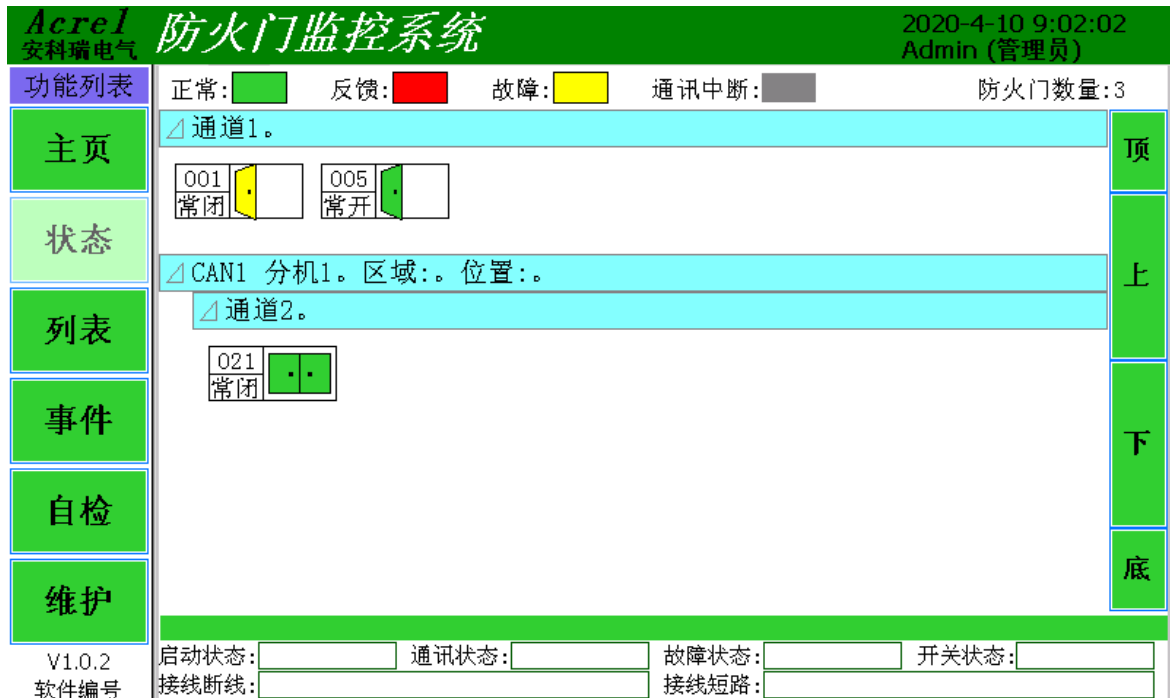 Acrel
安科瑞电气
防火门监控系统
2020-4-10 9:02:02
Admin (管理员)
功能列表
正常: 反馈: 故障: 通讯中断: 防火门数量:3
主页
状态
列表
事件
自检
维护
V1.0.2
软件编号
通道1。
001
常闭
005
常开
CAN1 分机1。区域:。位置:。
通道2。
021
常闭
顶
上
下
底
启动状态: 通讯状态: 故障状态: 开关状态:
接线断线: 接线短路: